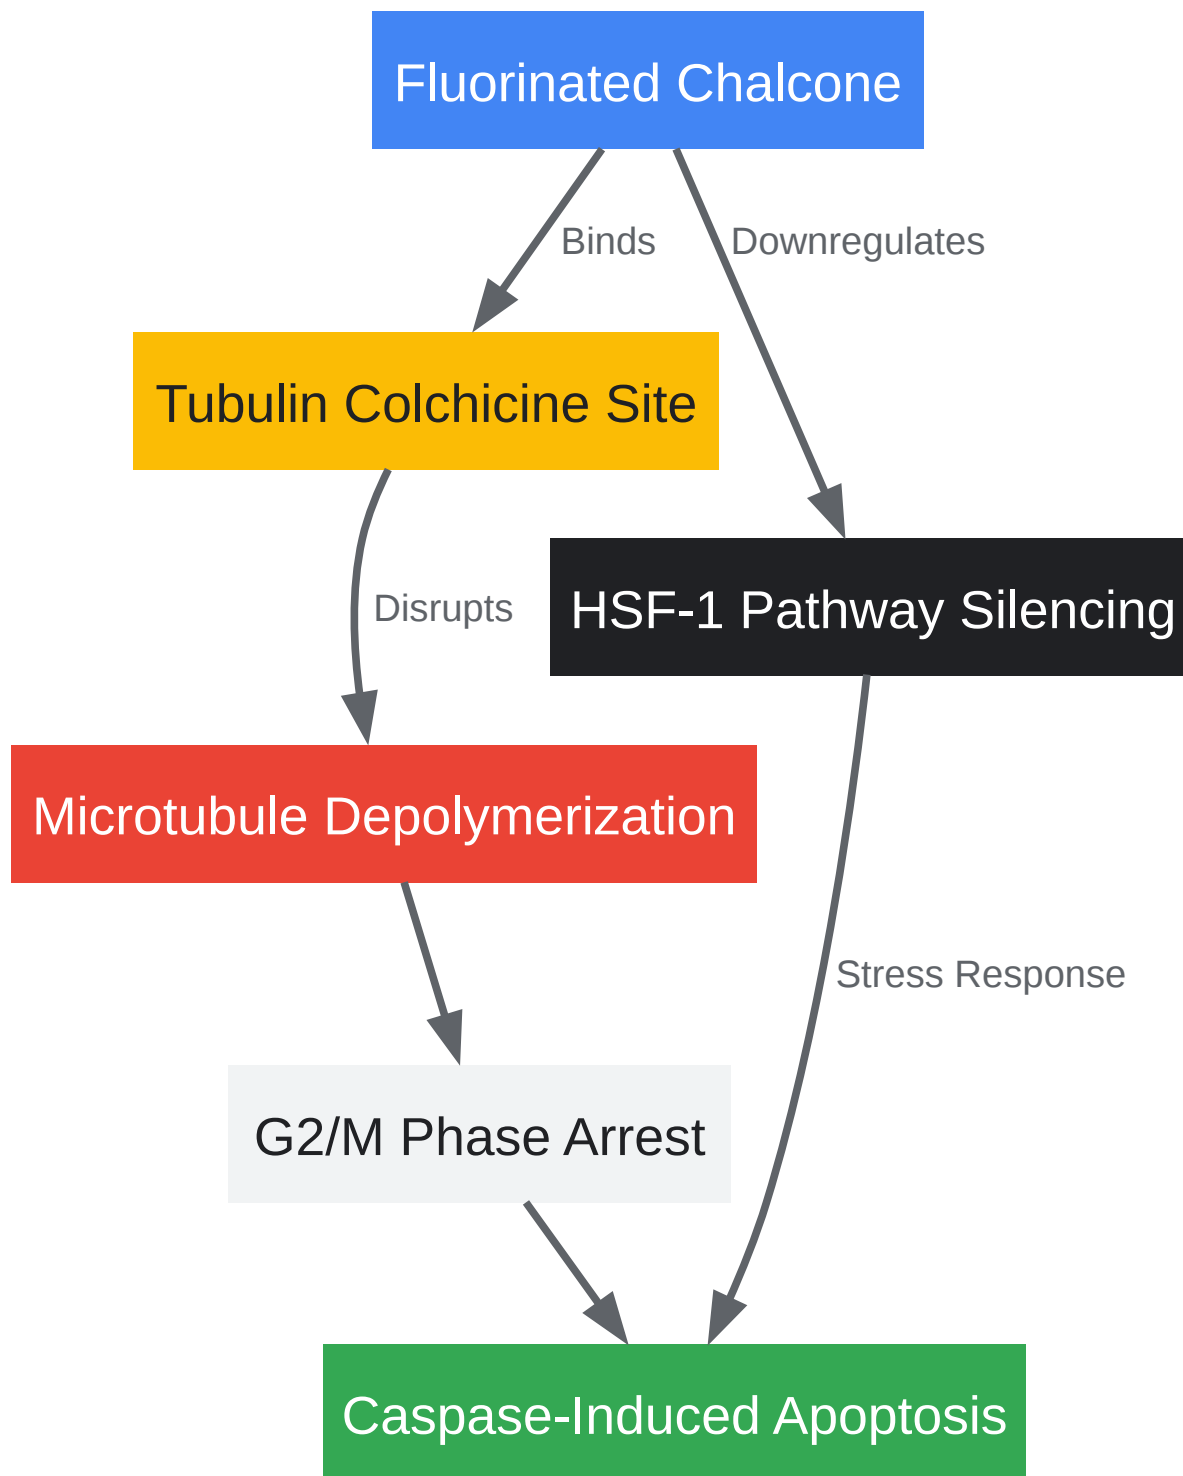 Fluorinated Chalcone
Binds
Downregulates
Tubulin Colchicine Site
Disrupts
HSF-1 Pathway Silencing
Microtubule Depolymerization
Stress Response
G2/M Phase Arrest
Caspase-Induced Apoptosis